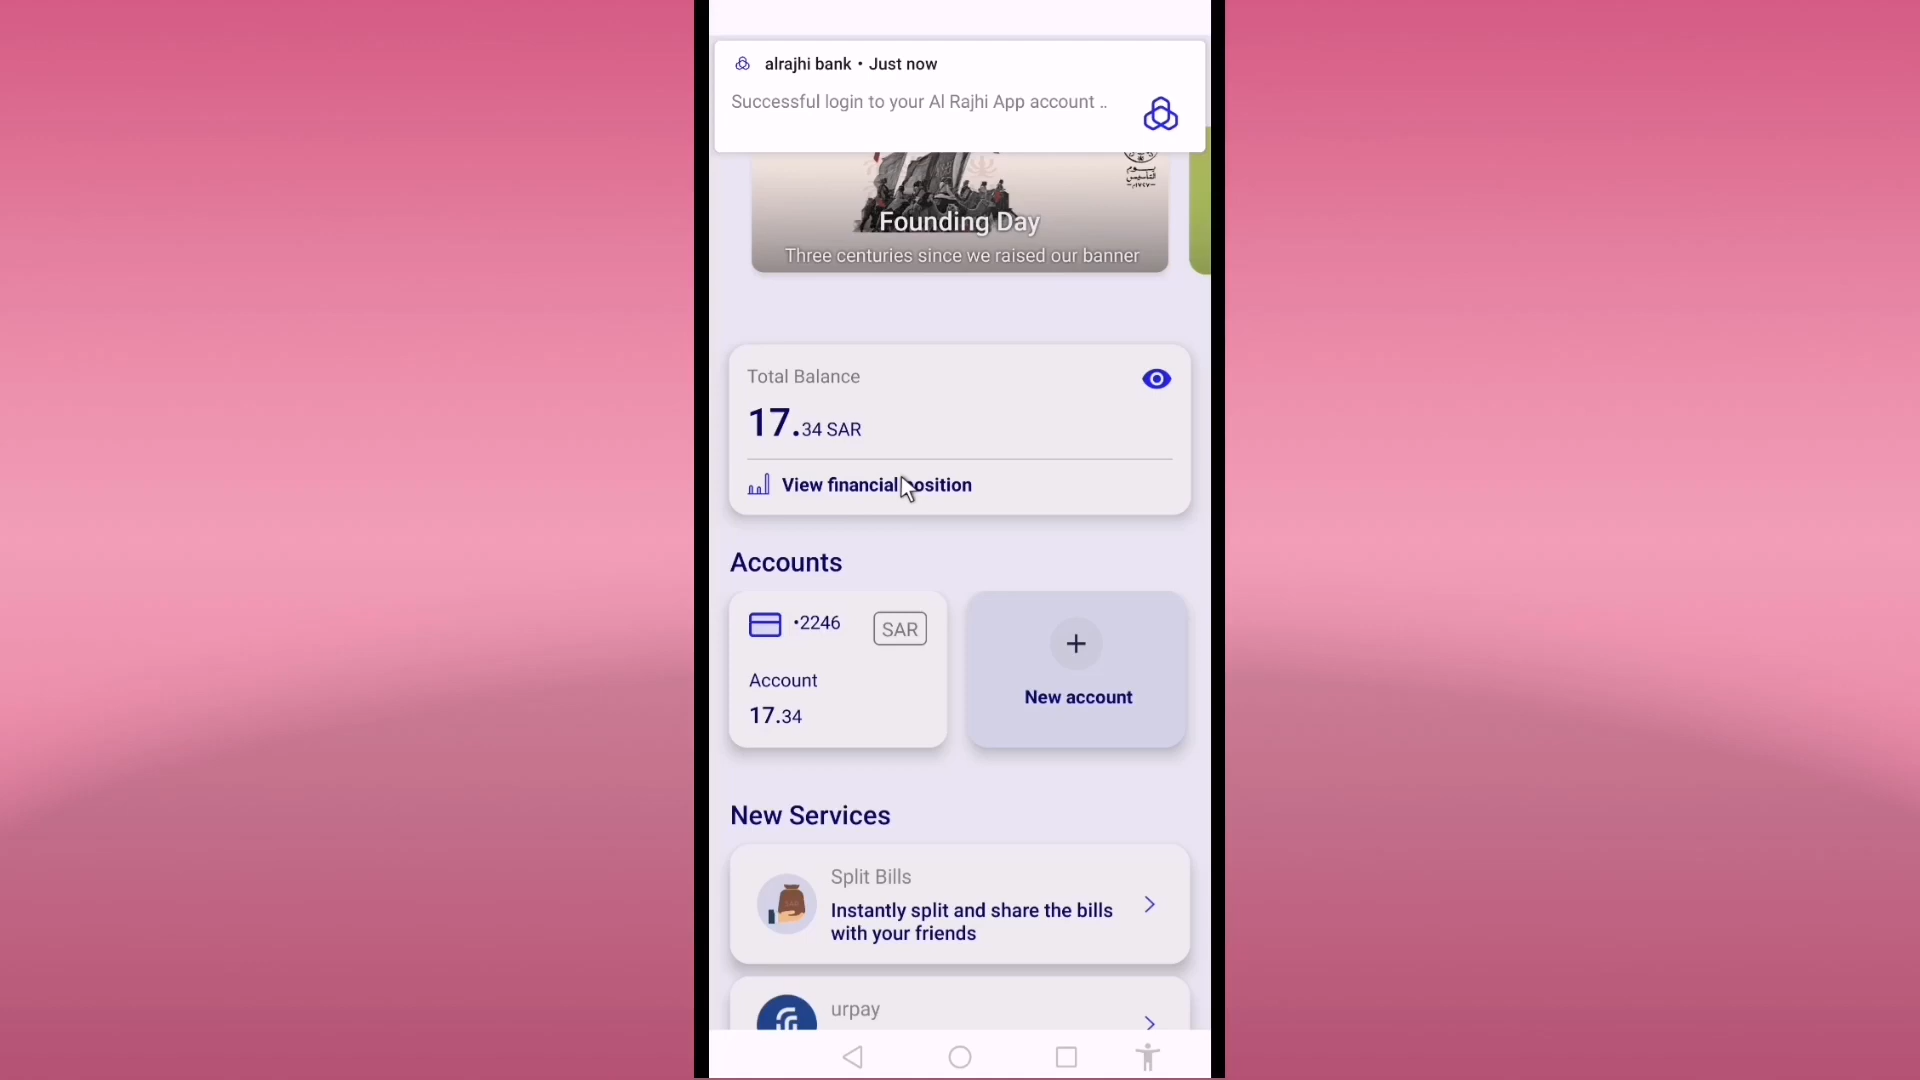 alrajhi bank • Just now
Successful login to your Al Rajhi App account ..
يوم
التأسيس
Founding Day
Three centuries since we raised our banner
Total Balance
17.34 SAR
View financial position
Accounts
•2246
SAR
Account
17.34
+
New account
New Services
Split Bills
Instantly split and share the bills
with your friends
urpay